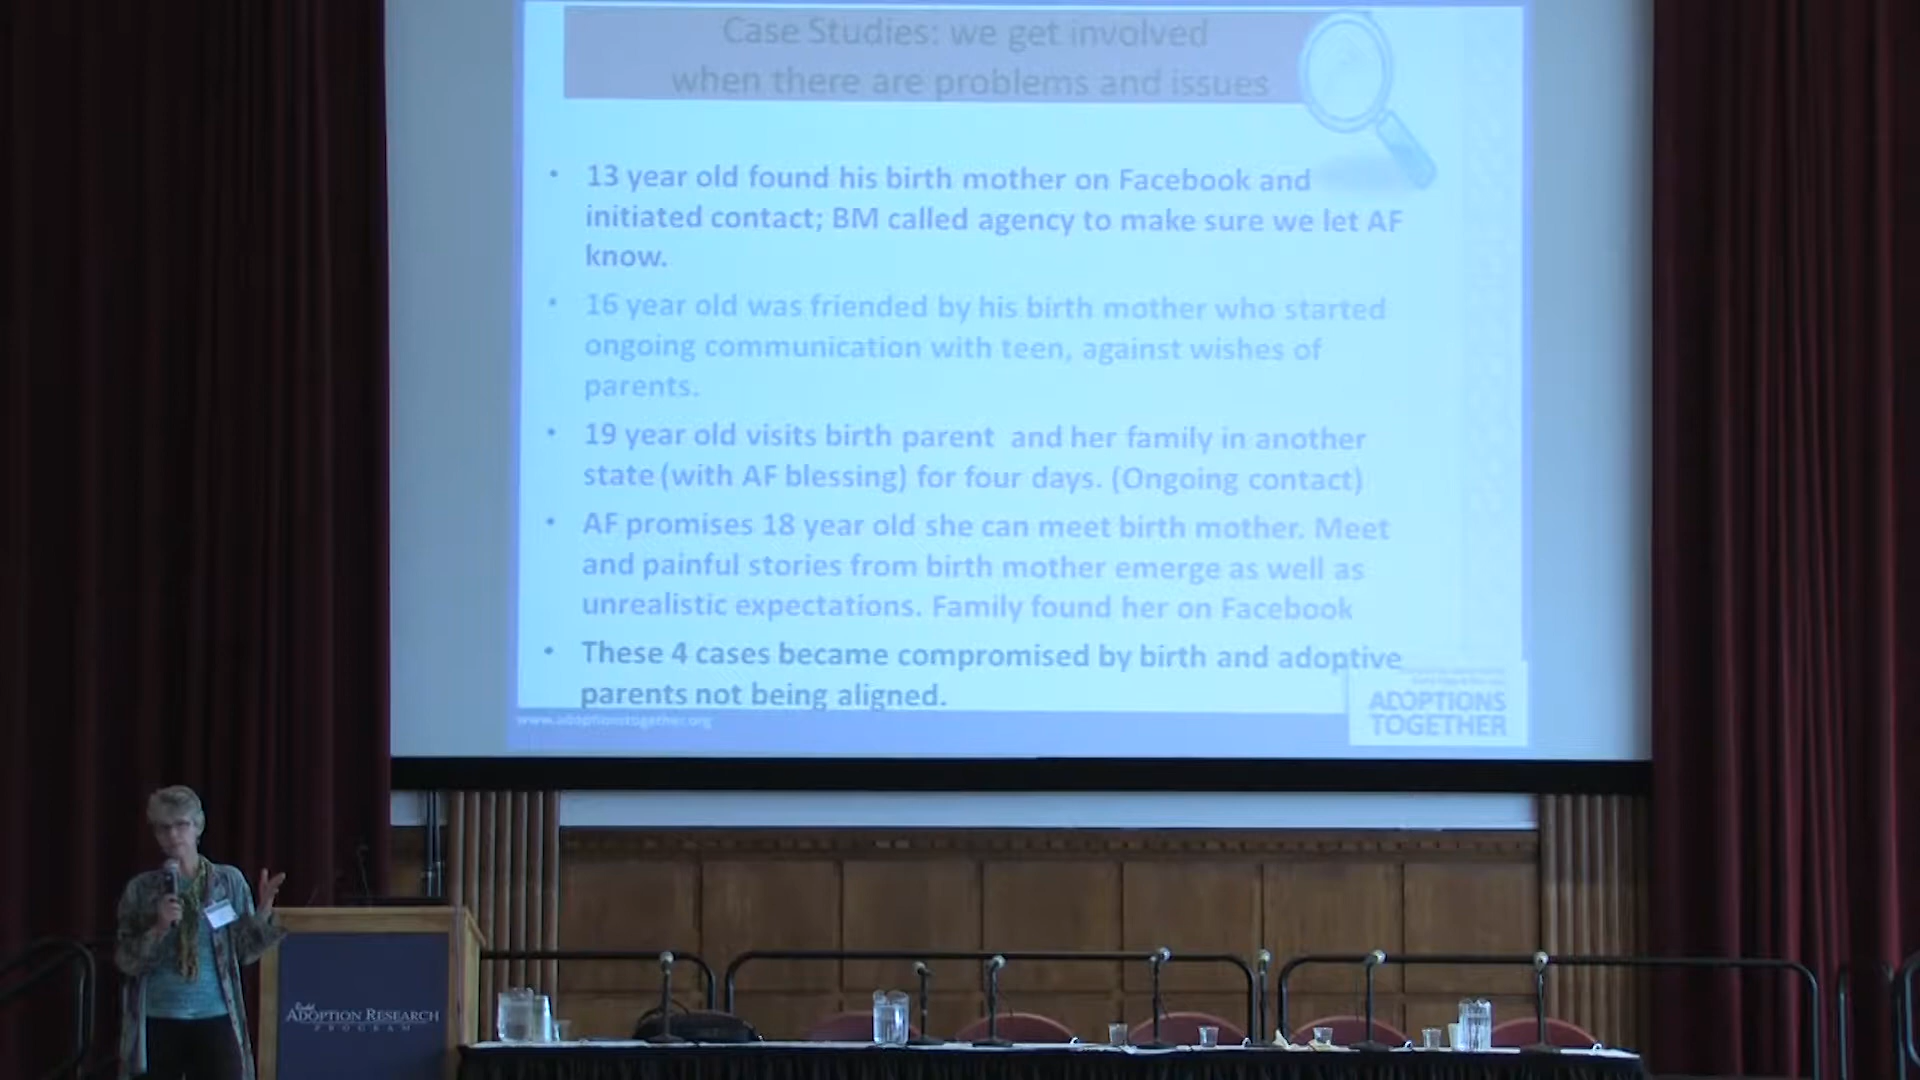 Case Studies: we get involved
when there are problems and issues
• 13 year old found his birth mother on Facebook and
initiated contact; BM called agency to make sure we let AF
know.
• 16 year old was friended by his birth mother who started
ongoing communication with teen, against wishes of
parents.
• 19 year old visits birth parent and her family in another
state (with AF blessing) for four days. (Ongoing contact)
• AF promises 18 year old she can meet birth mother. Meet
and painful stories from birth mother emerge as well as
unrealistic expectations. Family found her on Facebook
• These 4 cases became compromised by birth and adoptive
parents not being aligned.
www.adoptionstogether.org
ADOPTIONS
TOGETHER
Rudd
ADOPTION RESEARCH
PROGRAM